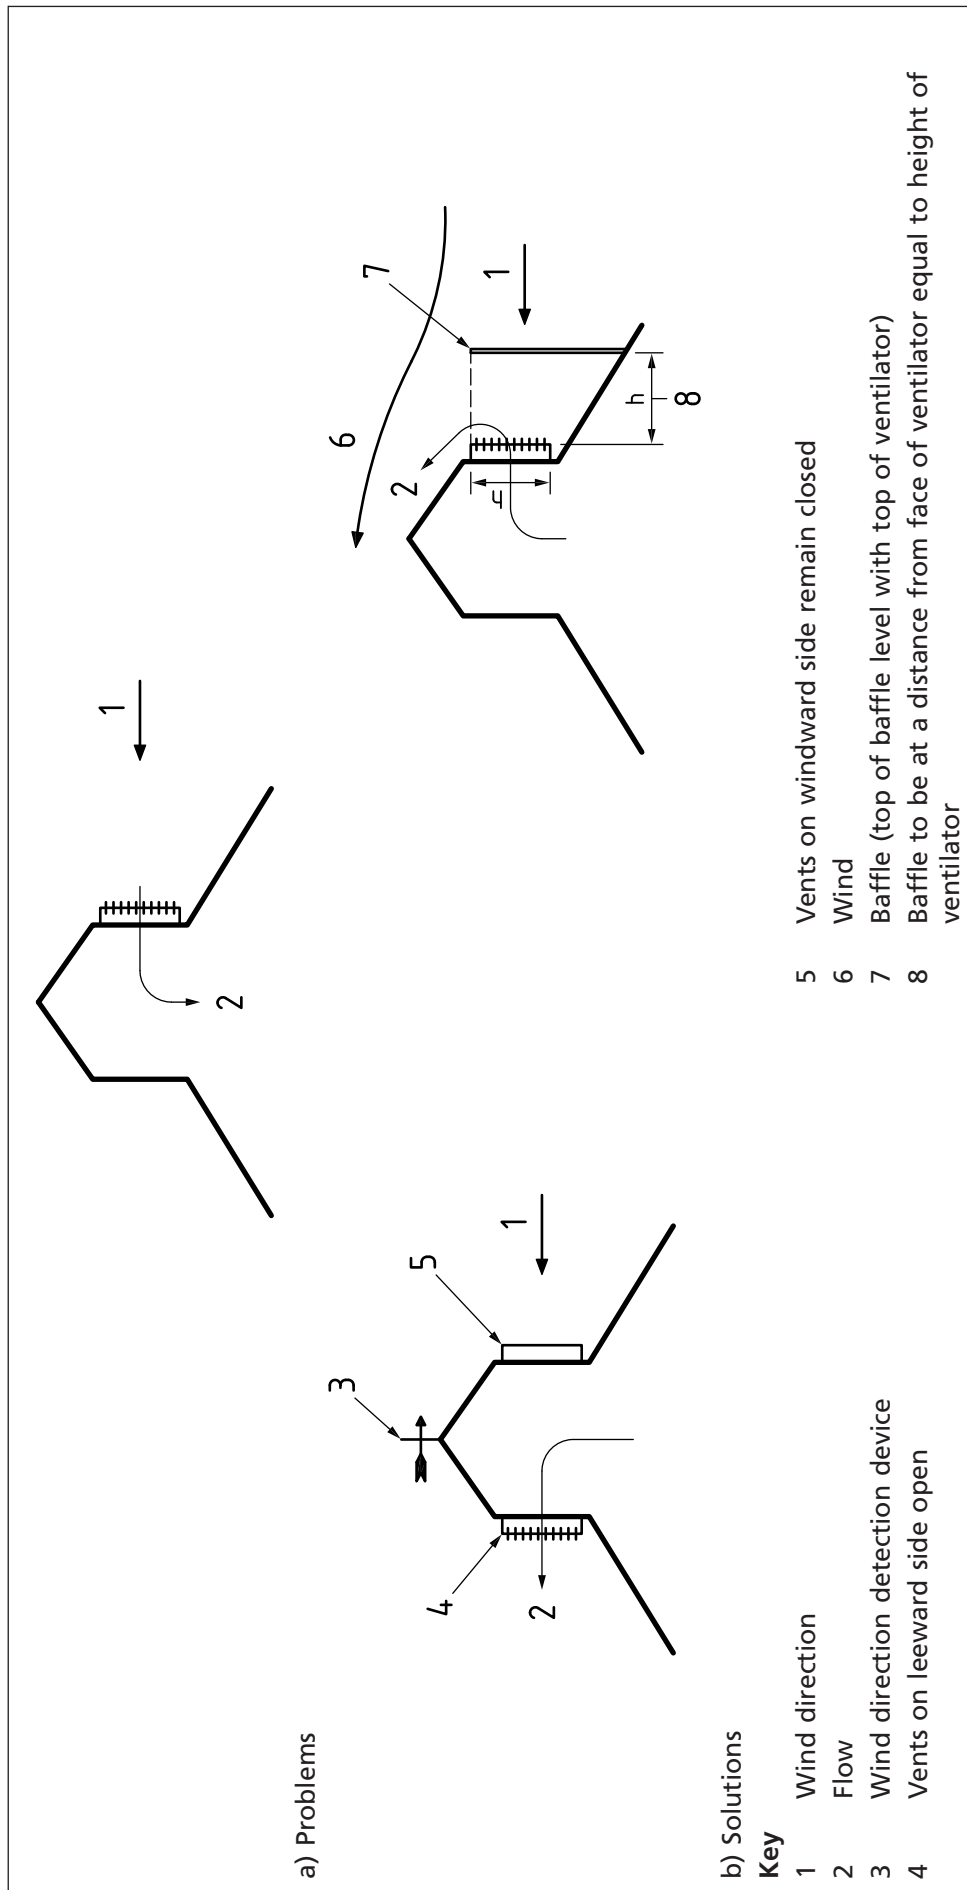 1
2
a) Problems
3
5
1
4
2
6
7
1
2
h
h
8
b) Solutions
Key
1 Wind direction
2 Flow
3 Wind direction detection device
4 Vents on leeward side open
5 Vents on windward side remain closed
6 Wind
7 Baffle (top of baffle level with top of ventilator)
8 Baffle to be at a distance from face of ventilator equal to height of
ventilator